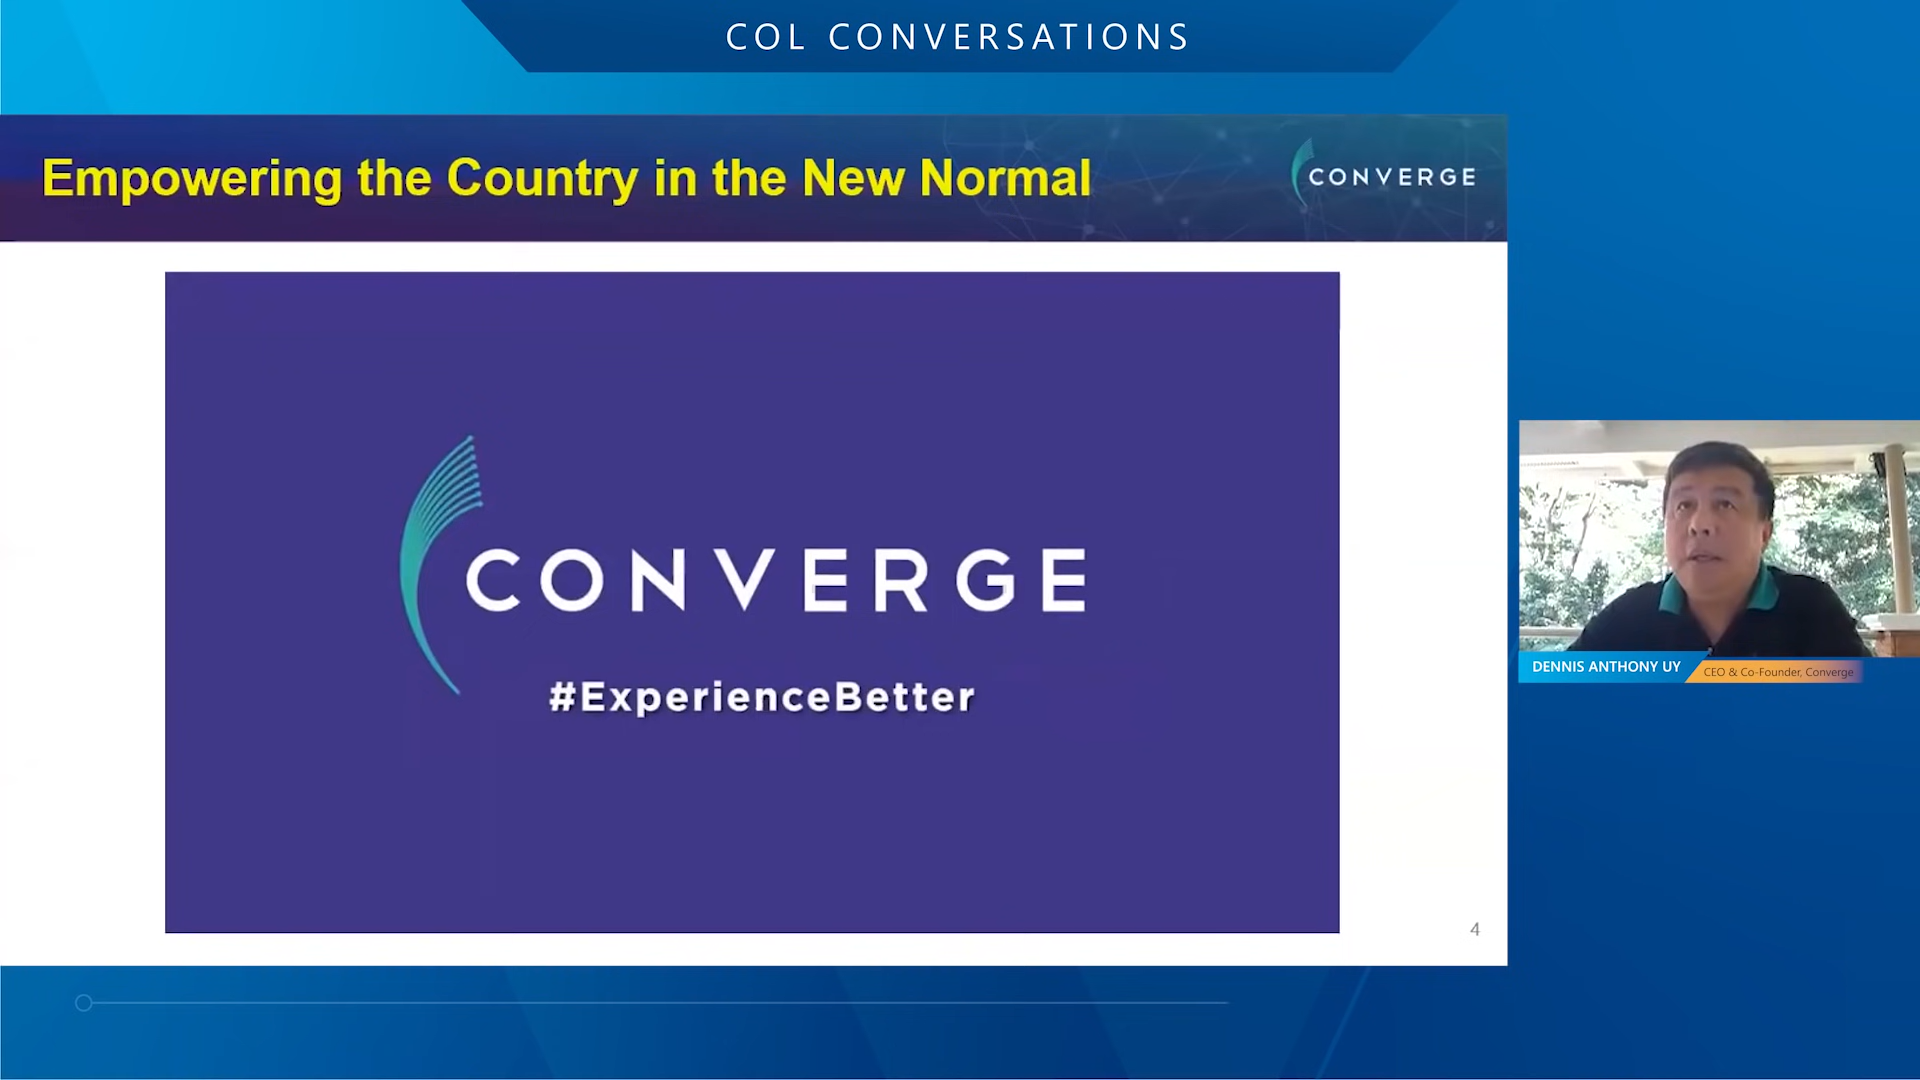 COL CONVERSATIONS
Empowering the Country in the New Normal
CONVERGE
CONVERGE
#ExperienceBetter
4
DENNIS ANTHONY UY
CEO & Co-Founder, Converge